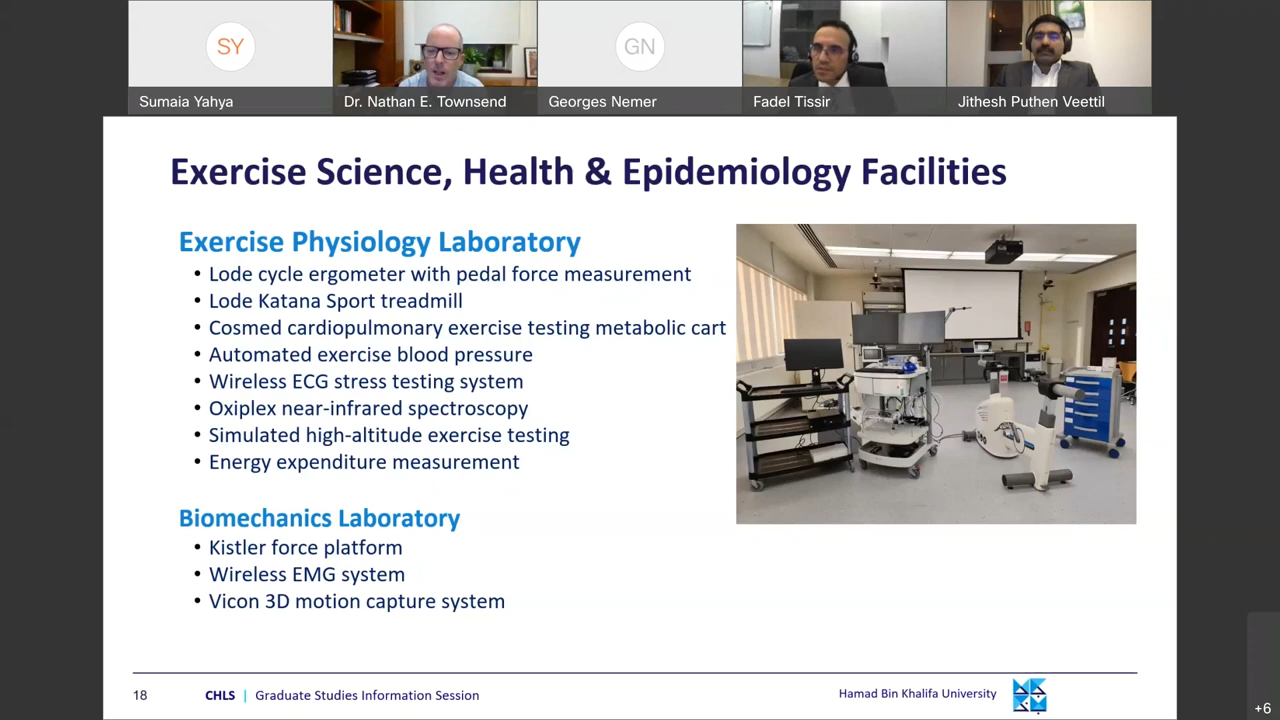 SY
GN
Sumaia Yahya
Dr. Nathan E. Townsend
Georges Nemer
Fadel Tissir
Jithesh Puthen Veettil
Exercise Science, Health & Epidemiology Facilities
Exercise Physiology Laboratory
• Lode cycle ergometer with pedal force measurement
• Lode Katana Sport treadmill
• Cosmed cardiopulmonary exercise testing metabolic cart
• Automated exercise blood pressure
• Wireless ECG stress testing system
• Oxiplex near-infrared spectroscopy
• Simulated high-altitude exercise testing
• Energy expenditure measurement
Biomechanics Laboratory
• Kistler force platform
• Wireless EMG system
• Vicon 3D motion capture system
18 CHLS | Graduate Studies Information Session
Hamad Bin Khalifa University
+6